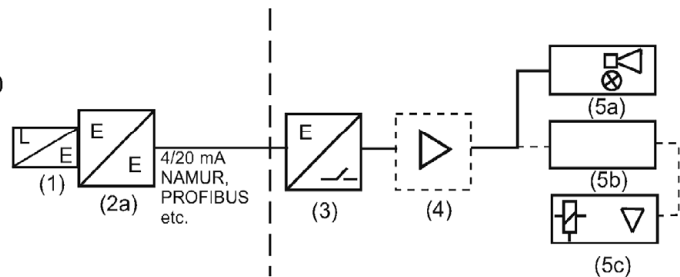 L
E
(1)
E
E
(2a)
4/20 mA
NAMUR,
PROFIBUS
etc.
E
(3)
(4)
(5a)
(5b)
(5c)